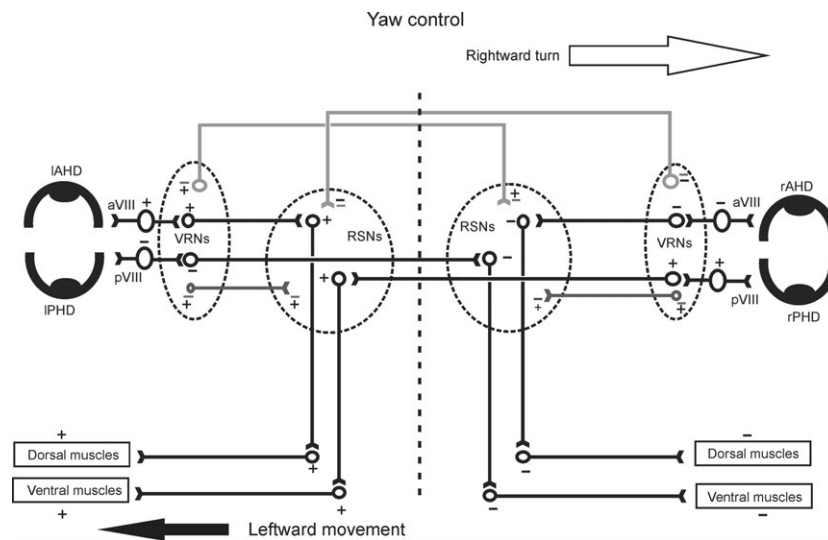 Yaw control
Rightward turn
lAHD
rAHD
aVIII
+
+
VRNs
+
RSNs
RSNs
−
VRNs
−
−
aVIII
pVIII
−
−
+
−
+
+
pVIII
lPHD
rPHD
+
Dorsal muscles
+
−
−
Dorsal muscles
Ventral muscles
+
+
−
−
Ventral muscles
Leftward movement